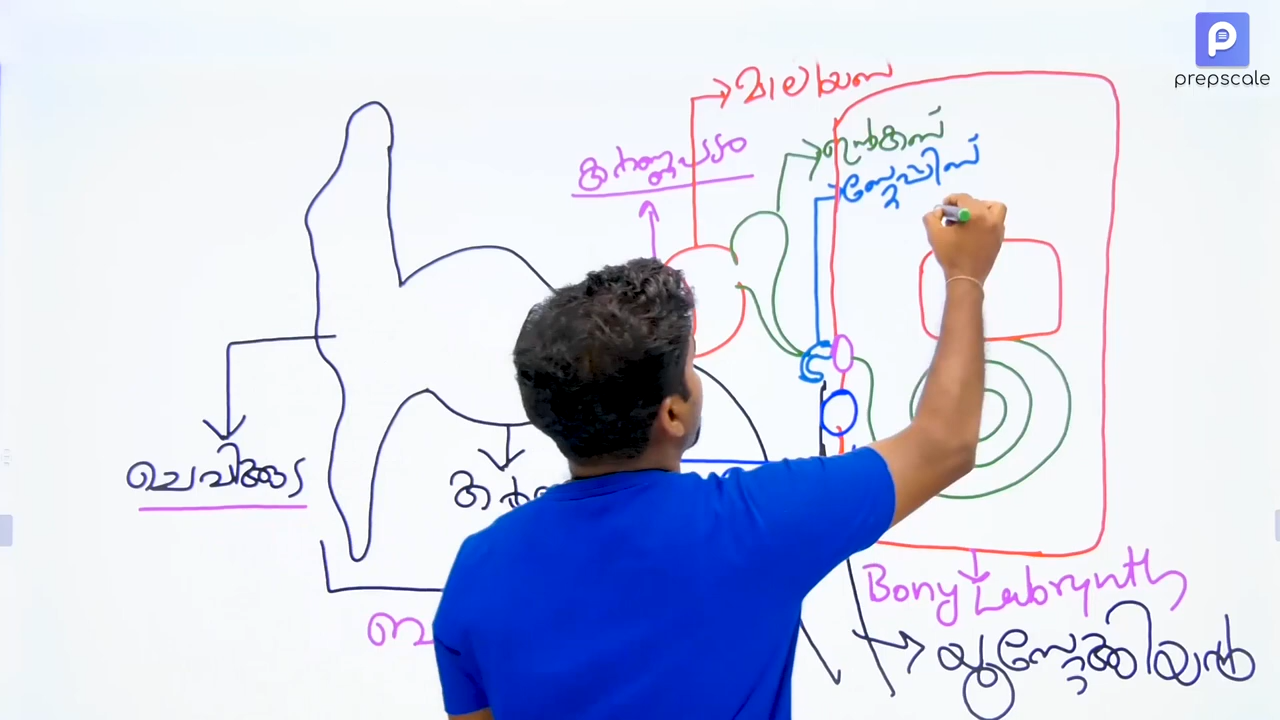 prepscale
മാലിയസ്
ഇൻകസ്
കർണ്ണപടം
സ്റ്റേപ്പിസ്
ചെവിക്കുട
Bony Labrynth
യൂസ്റ്റേക്കിയൻ